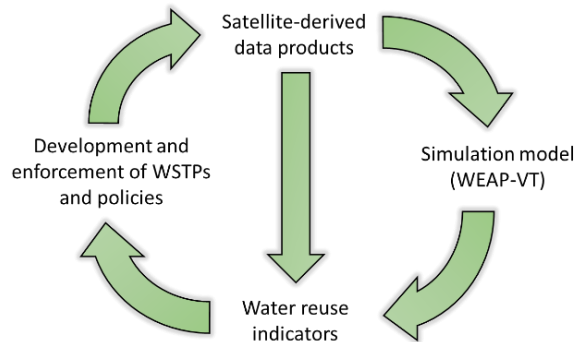 Satellite-derived
data products
Simulation model
(WEAP-VT)
Water reuse
indicators
Development and
enforcement of WSTPs
and policies